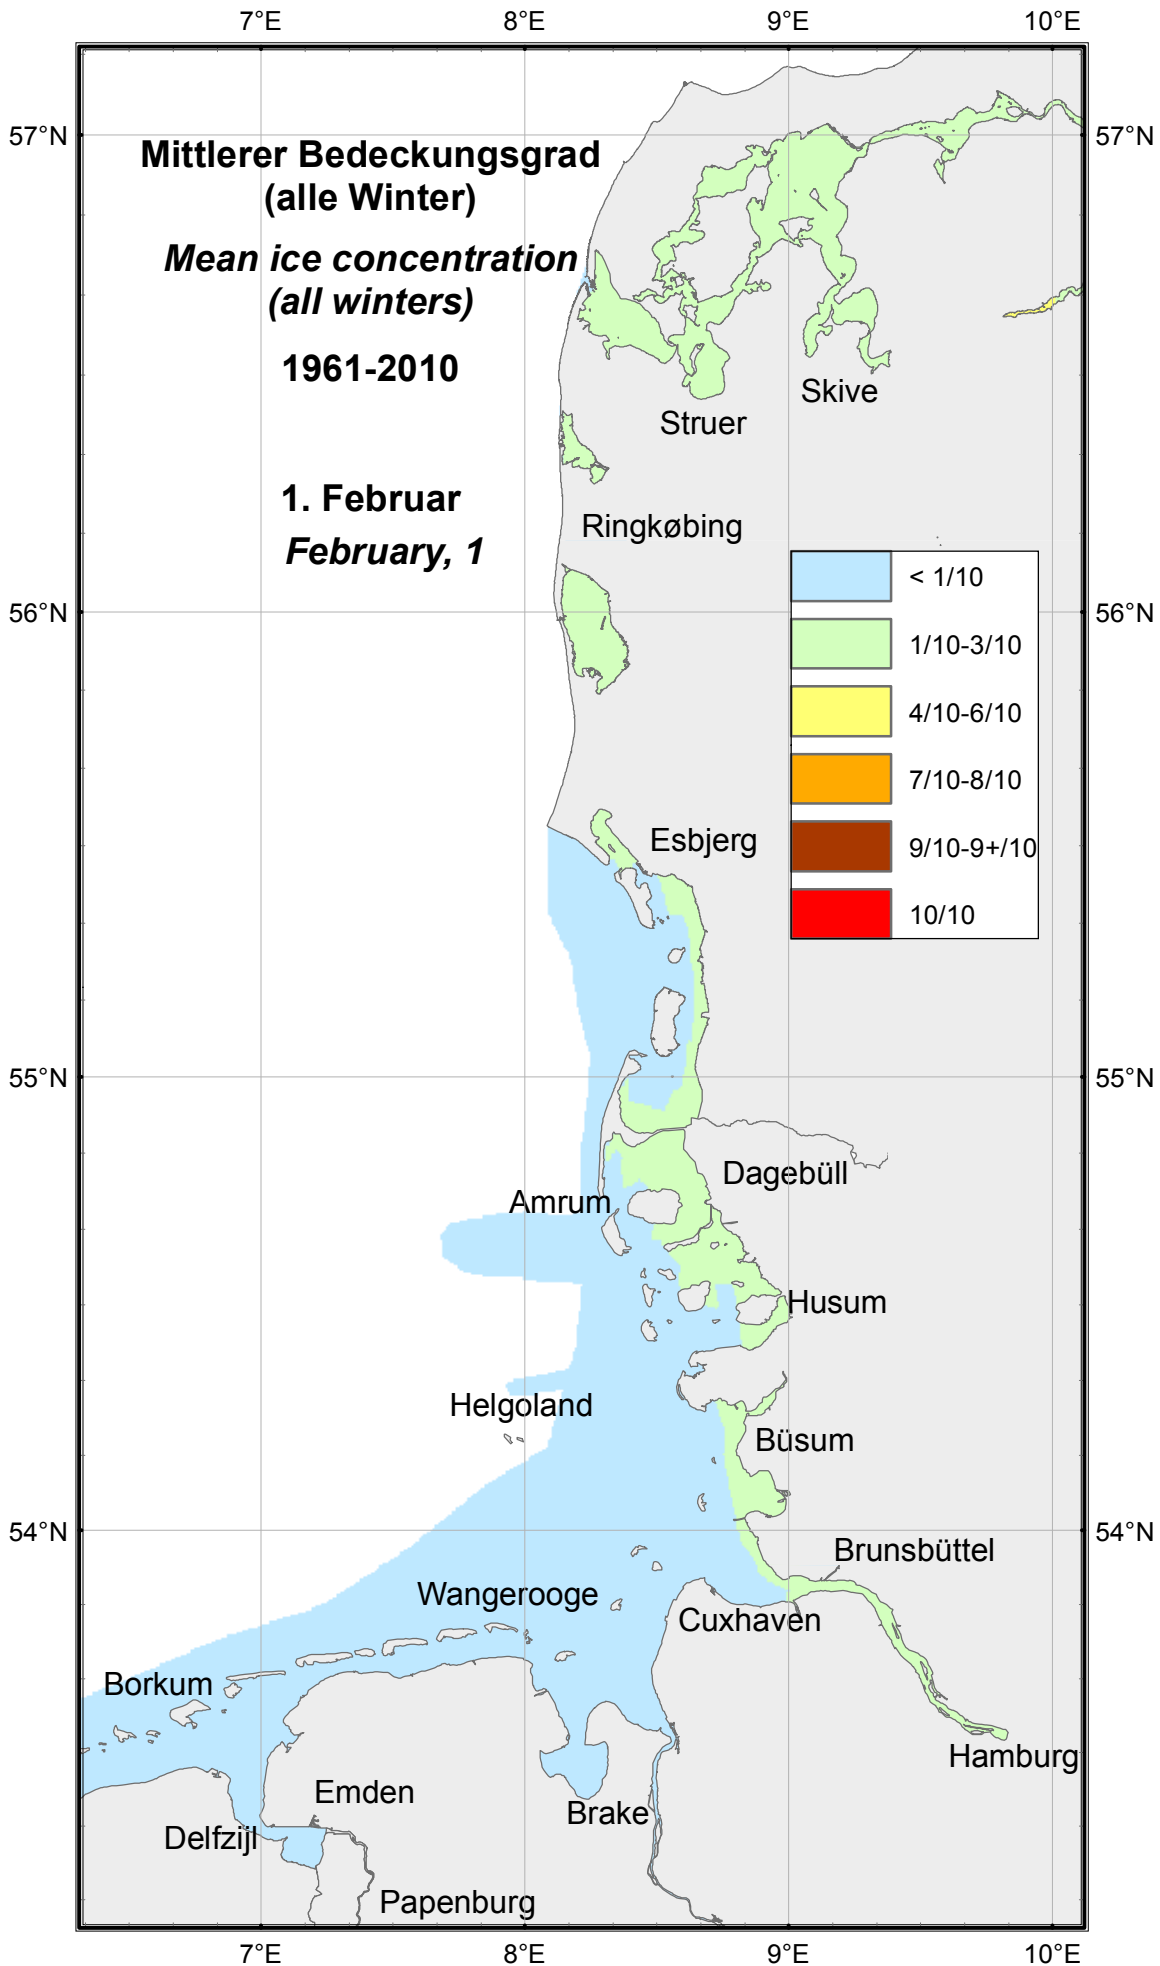 7°E 8°E 9°E 10°E
57°N 57°N
Mittlerer Bedeckungsgrad
(alle Winter)
Mean ice concentration
(all winters)
1961-2010
Skive
Struer
1. Februar
Ringkøbing
February, 1
< 1/10
56°N 56°N
1/10-3/10
4/10-6/10
7/10-8/10
Esbjerg
9/10-9+/10
10/10
55°N 55°N
Dagebüll
Amrum
Husum
Helgoland
Büsum
54°N 54°N
Brunsbüttel
Wangerooge
Cuxhaven
Borkum
Hamburg
Emden
Brake
Delfzijl
Papenburg
7°E 8°E 9°E 10°E